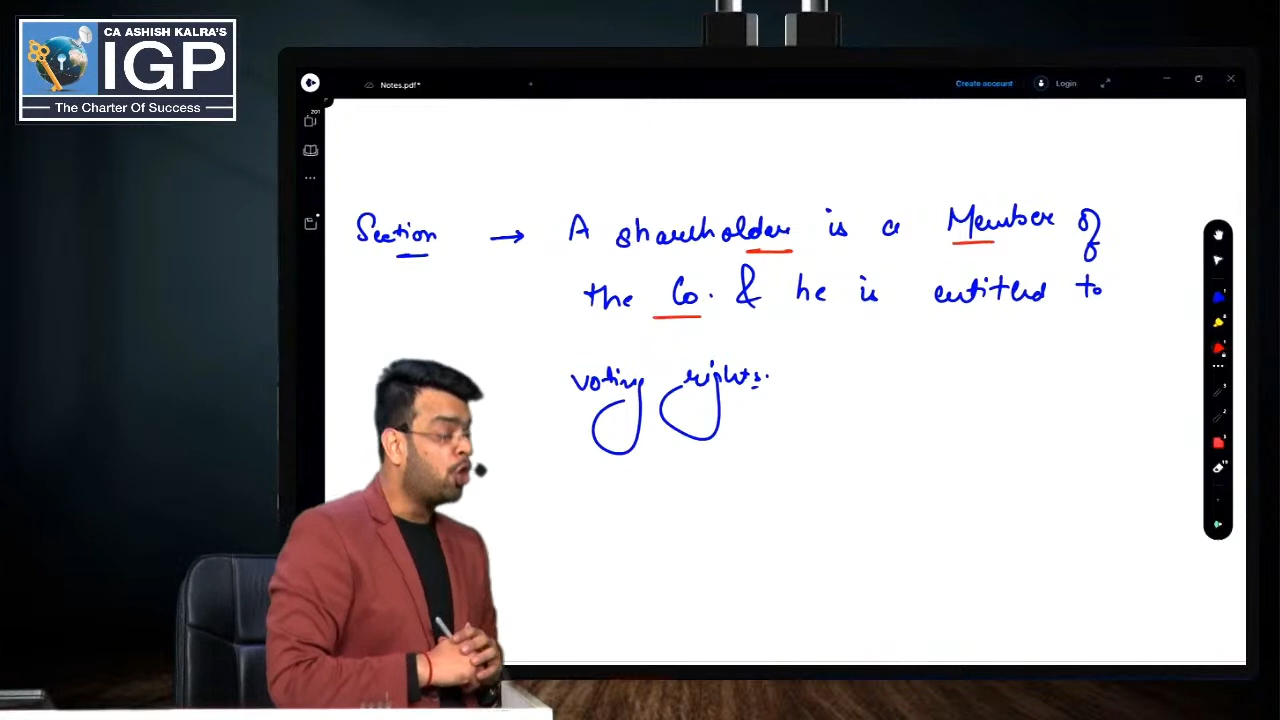 CA ASHISH KALRA'S
IGP
The Charter Of Success
Notes.pdf*
Create account
Login
Section → A shareholder is a Member of
the Co. & he is entitled to
voting rights.